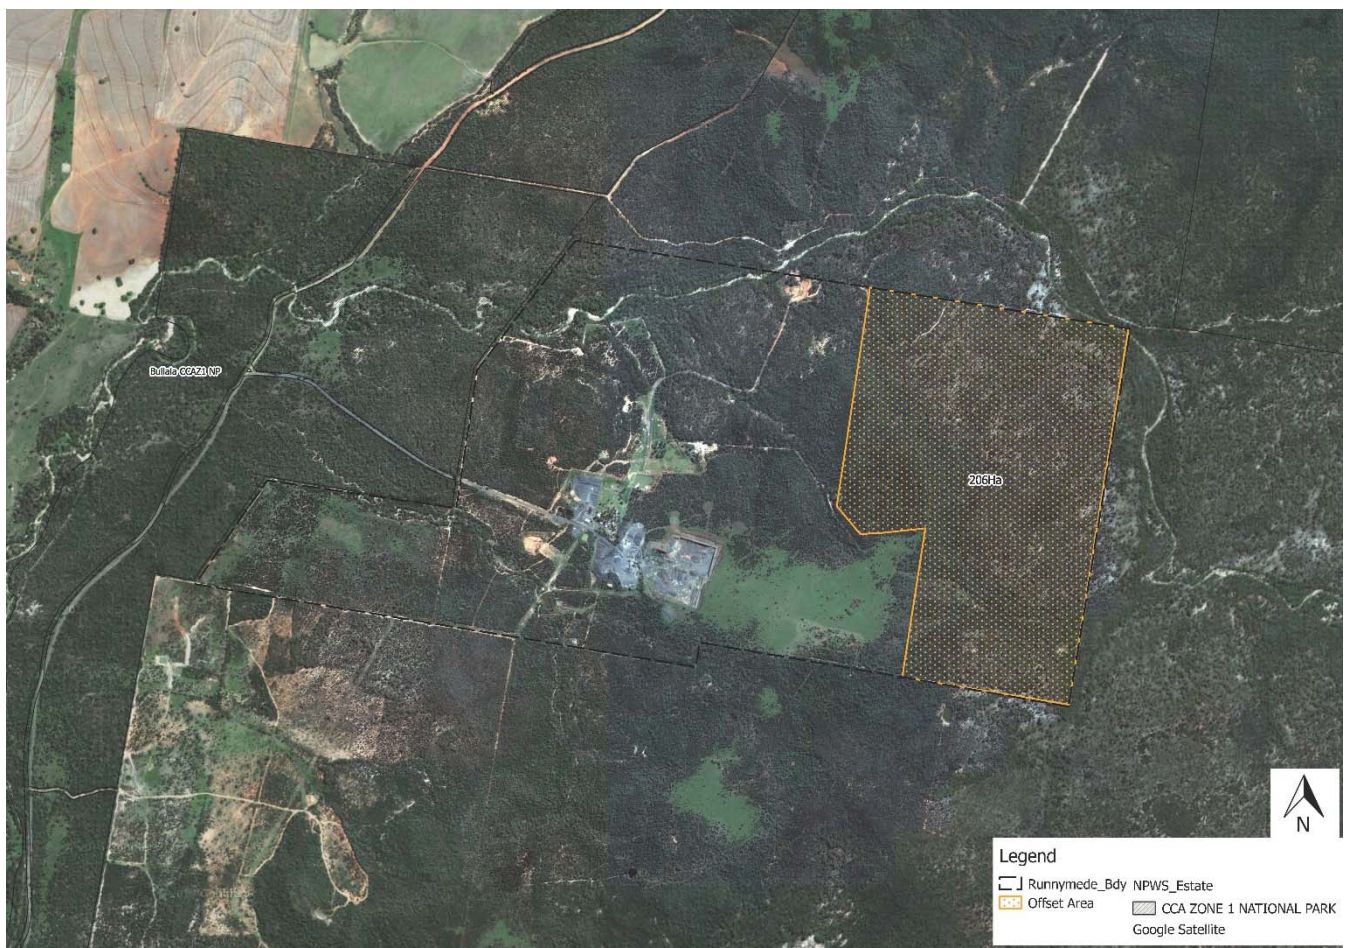 Bullala CCAZ1 NP
206Ha
N
Legend
Runnymede_Bdy
Offset Area
NPWS_Estate
CCA ZONE 1 NATIONAL PARK
Google Satellite